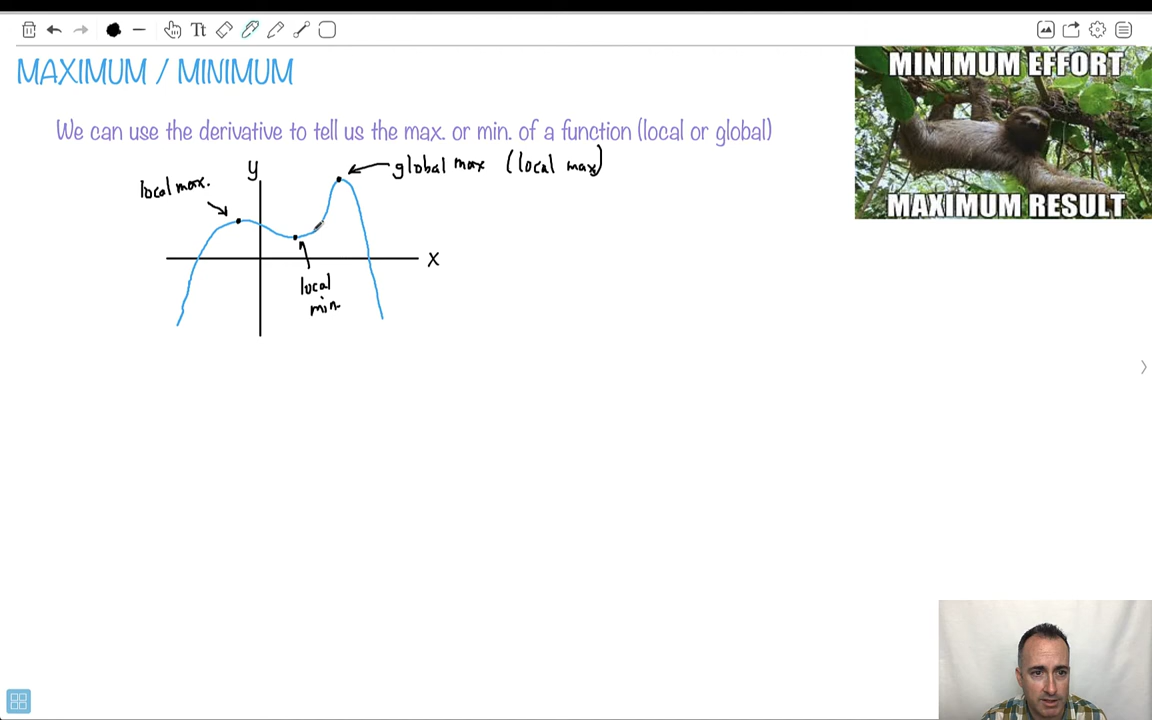 Tt
MAXIMUM / MINIMUM
MINIMUM EFFORT
MAXIMUM RESULT
We can use the derivative to tell us the max. or min. of a function (local or global)
y
global max (local max)
local max.
x
local
min.